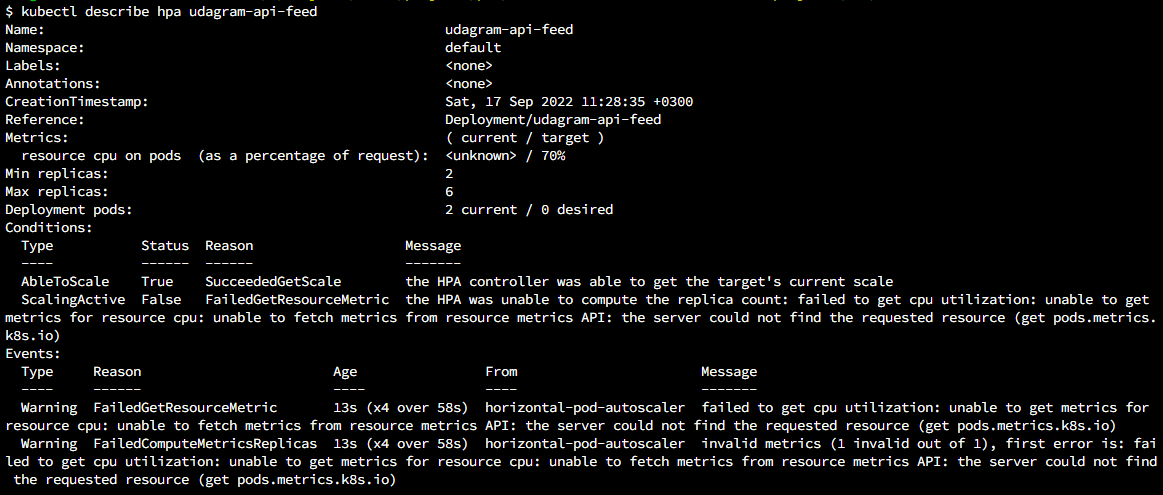 $ kubectl describe hpa udagram-api-feed
Name:                                                  udagram-api-feed
Namespace:                                             default
Labels:                                                <none>
Annotations:                                           <none>
CreationTimestamp:                                     Sat, 17 Sep 2022 11:28:35 +0300
Reference:                                             Deployment/udagram-api-feed
Metrics:                                               ( current / target )
  resource cpu on pods  (as a percentage of request):  <unknown> / 70%
Min replicas:                                          2
Max replicas:                                          6
Deployment pods:                                       2 current / 0 desired
Conditions:
  Type           Status  Reason                   Message
  ----           ------  ------                   -------
  AbleToScale    True    SucceededGetScale        the HPA controller was able to get the target's current scale
  ScalingActive  False   FailedGetResourceMetric  the HPA was unable to compute the replica count: failed to get cpu utilization: unable to get
metrics for resource cpu: unable to fetch metrics from resource metrics API: the server could not find the requested resource (get pods.metrics.
k8s.io)
Events:
  Type     Reason                        Age                From                       Message
  ----     ------                        ----               ----                       -------
  Warning  FailedGetResourceMetric       13s (x4 over 58s)  horizontal-pod-autoscaler  failed to get cpu utilization: unable to get metrics for
resource cpu: unable to fetch metrics from resource metrics API: the server could not find the requested resource (get pods.metrics.k8s.io)
  Warning  FailedComputeMetricsReplicas  13s (x4 over 58s)  horizontal-pod-autoscaler  invalid metrics (1 invalid out of 1), first error is: fai
led to get cpu utilization: unable to get metrics for resource cpu: unable to fetch metrics from resource metrics API: the server could not find
 the requested resource (get pods.metrics.k8s.io)